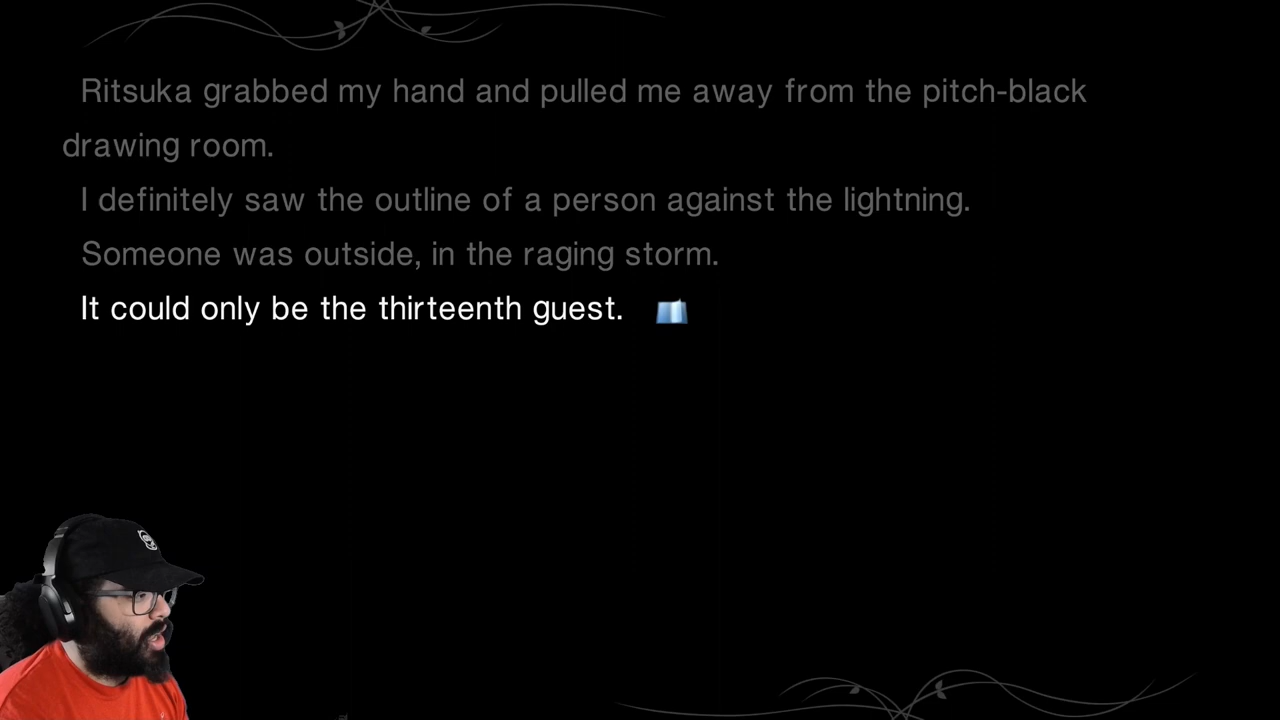 Ritsuka grabbed my hand and pulled me away from the pitch-black
drawing room.
I definitely saw the outline of a person against the lightning.
Someone was outside, in the raging storm.
It could only be the thirteenth guest.